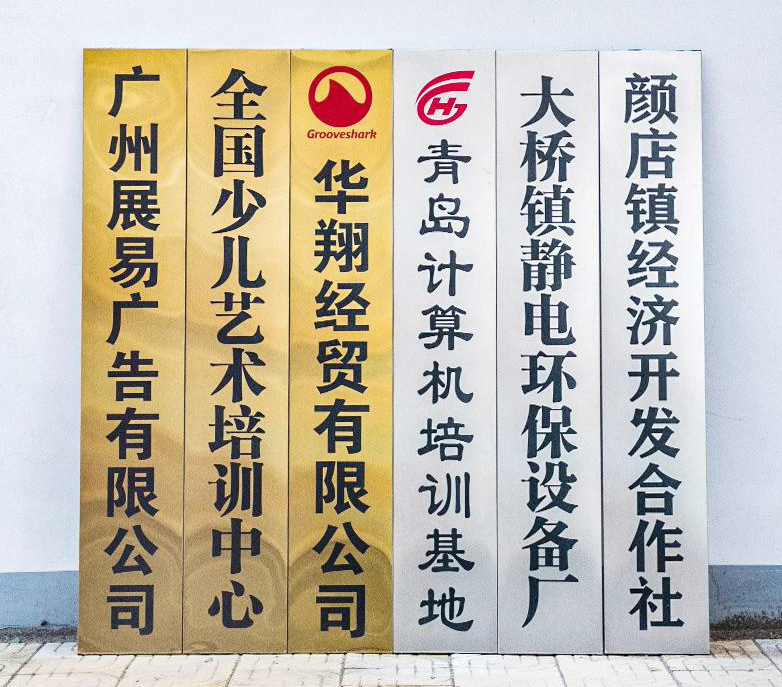 广州展易广告有限公司
全国少儿艺术培训中心
Grooveshark
华翔经贸有限公司
HJ
青岛计算机培训基地
大桥镇静电环保设备厂
颜店镇经济开发合作社